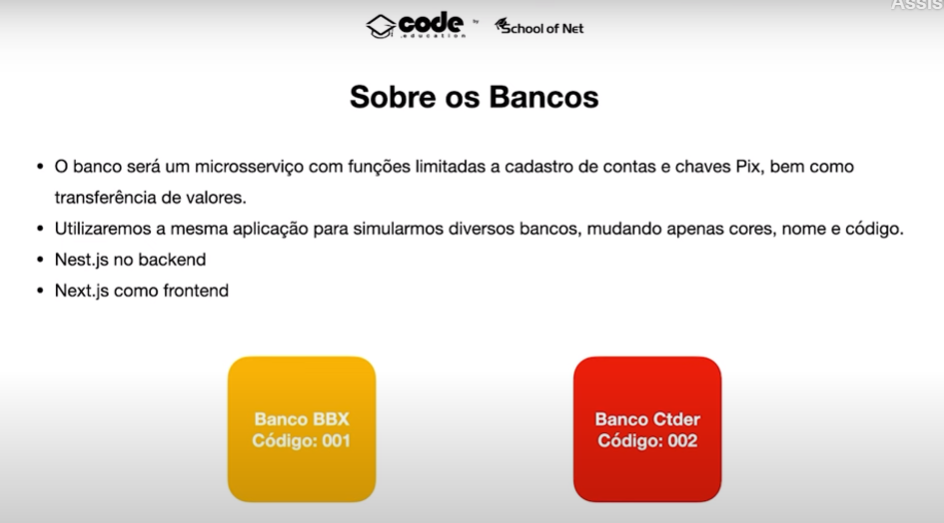 Assis
code ™ School of Net
.education
Sobre os Bancos
• O banco será um microsserviço com funções limitadas a cadastro de contas e chaves Pix, bem como
transferência de valores.
• Utilizaremos a mesma aplicação para simularmos diversos bancos, mudando apenas cores, nome e código.
• Nest.js no backend
• Next.js como frontend
Banco BBX
Código: 001
Banco Ctder
Código: 002